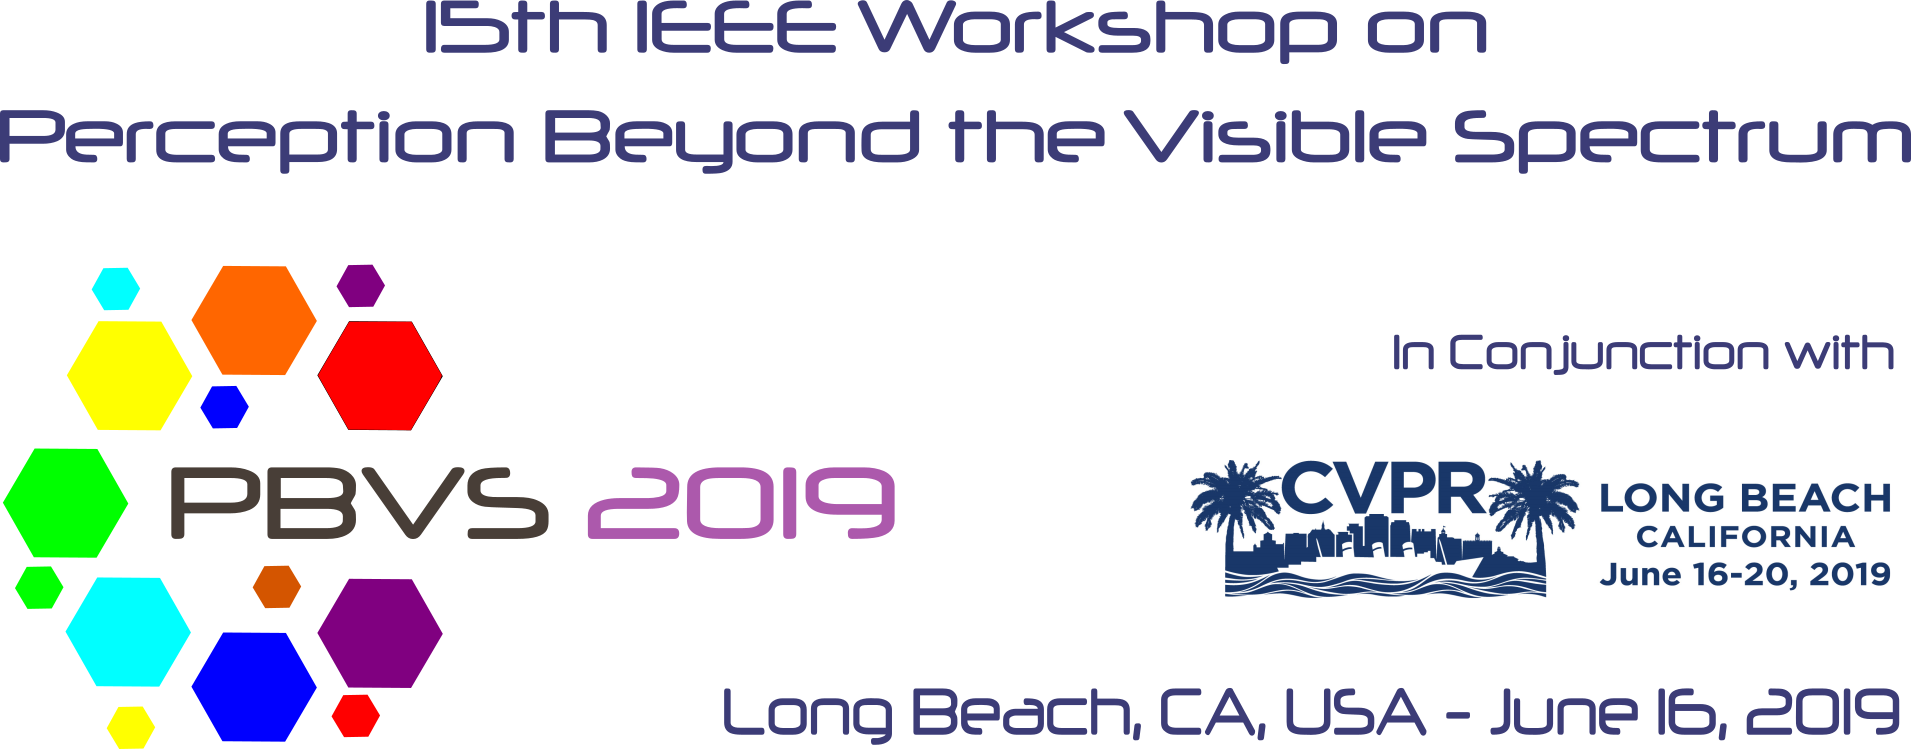 15th IEEE Workshop on
Perception Beyond the Visible Spectrum
In Conjunction with
PBVS 2019
CVPR
LONG BEACH
CALIFORNIA
June 16-20, 2019
Long Beach, CA, USA - June 16, 2019